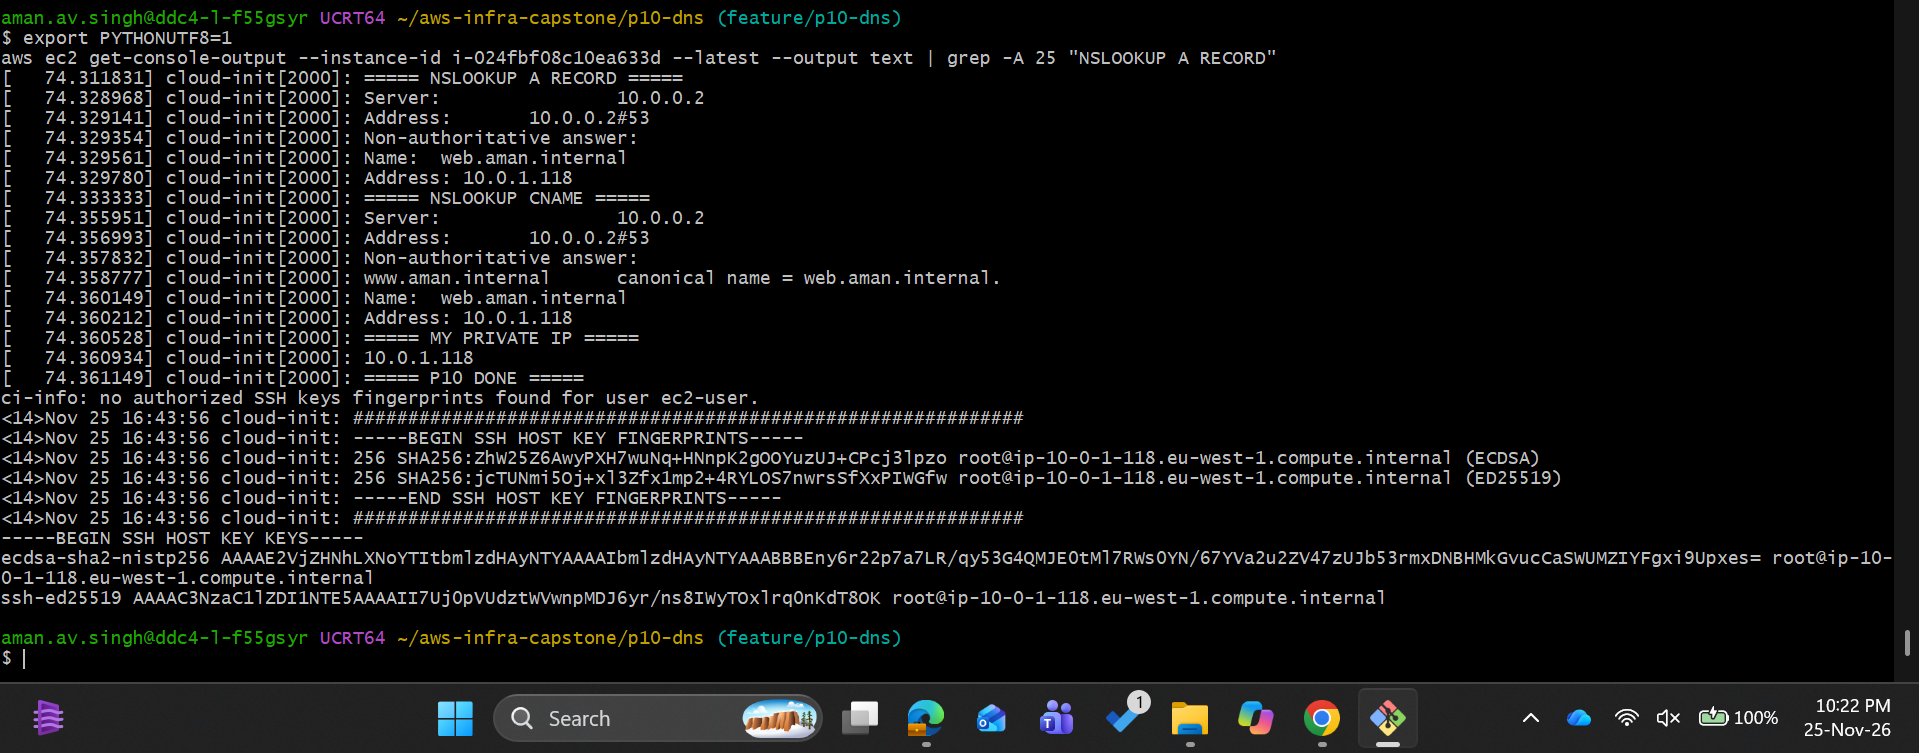 aman.av.singh@ddc4-l-f55gsyr UCRT64 ~/aws-infra-capstone/p10-dns (feature/p10-dns)
$ export PYTHONUTF8=1
aws ec2 get-console-output --instance-id i-024fbf08c10ea633d --latest --output text | grep -A 25 "NSLOOKUP A RECORD"
[   74.311831] cloud-init[2000]: ===== NSLOOKUP A RECORD =====
[   74.328968] cloud-init[2000]: Server:                10.0.0.2
[   74.329141] cloud-init[2000]: Address:       10.0.0.2#53
[   74.329354] cloud-init[2000]: Non-authoritative answer:
[   74.329561] cloud-init[2000]: Name:  web.aman.internal
[   74.329780] cloud-init[2000]: Address: 10.0.1.118
[   74.333333] cloud-init[2000]: ===== NSLOOKUP CNAME =====
[   74.355951] cloud-init[2000]: Server:                10.0.0.2
[   74.356993] cloud-init[2000]: Address:       10.0.0.2#53
[   74.357832] cloud-init[2000]: Non-authoritative answer:
[   74.358777] cloud-init[2000]: www.aman.internal      canonical name = web.aman.internal.
[   74.360149] cloud-init[2000]: Name:  web.aman.internal
[   74.360212] cloud-init[2000]: Address: 10.0.1.118
[   74.360528] cloud-init[2000]: ===== MY PRIVATE IP =====
[   74.360934] cloud-init[2000]: 10.0.1.118
[   74.361149] cloud-init[2000]: ===== P10 DONE =====
ci-info: no authorized SSH keys fingerprints found for user ec2-user.
<14>Nov 25 16:43:56 cloud-init: #############################################################
<14>Nov 25 16:43:56 cloud-init: -----BEGIN SSH HOST KEY FINGERPRINTS-----
<14>Nov 25 16:43:56 cloud-init: 256 SHA256:ZhW25Z6AwyPXH7wuNq+HNnpK2gOOYuzUJ+CPcj3lpzo root@ip-10-0-1-118.eu-west-1.compute.internal (ECDSA)
<14>Nov 25 16:43:56 cloud-init: 256 SHA256:jcTUNmi5Oj+xl3Zfx1mp2+4RYLOS7nwrsSfXxPIWGfw root@ip-10-0-1-118.eu-west-1.compute.internal (ED25519)
<14>Nov 25 16:43:56 cloud-init: -----END SSH HOST KEY FINGERPRINTS-----
<14>Nov 25 16:43:56 cloud-init: #############################################################
-----BEGIN SSH HOST KEY KEYS-----
ecdsa-sha2-nistp256 AAAAE2VjZHNhLXNoYTItbmlzdHAyNTYAAAAIbmlzdHAyNTYAAABBBEny6r22p7a7LR/qy53G4QMJE0tMl7RWs0YN/67YVa2u2ZV47zUJb53rmxDNBHMkGvucCaSWUMZIYFgxi9Upxes= root@ip-10-
0-1-118.eu-west-1.compute.internal
ssh-ed25519 AAAAC3NzaC1lZDI1NTE5AAAAII7Uj0pVUdztWVwnpMDJ6yr/ns8IWyTOxlrq0nKdT8OK root@ip-10-0-1-118.eu-west-1.compute.internal
aman.av.singh@ddc4-l-f55gsyr UCRT64 ~/aws-infra-capstone/p10-dns (feature/p10-dns)
$
Search
1
100%
10:22 PM
25-Nov-26